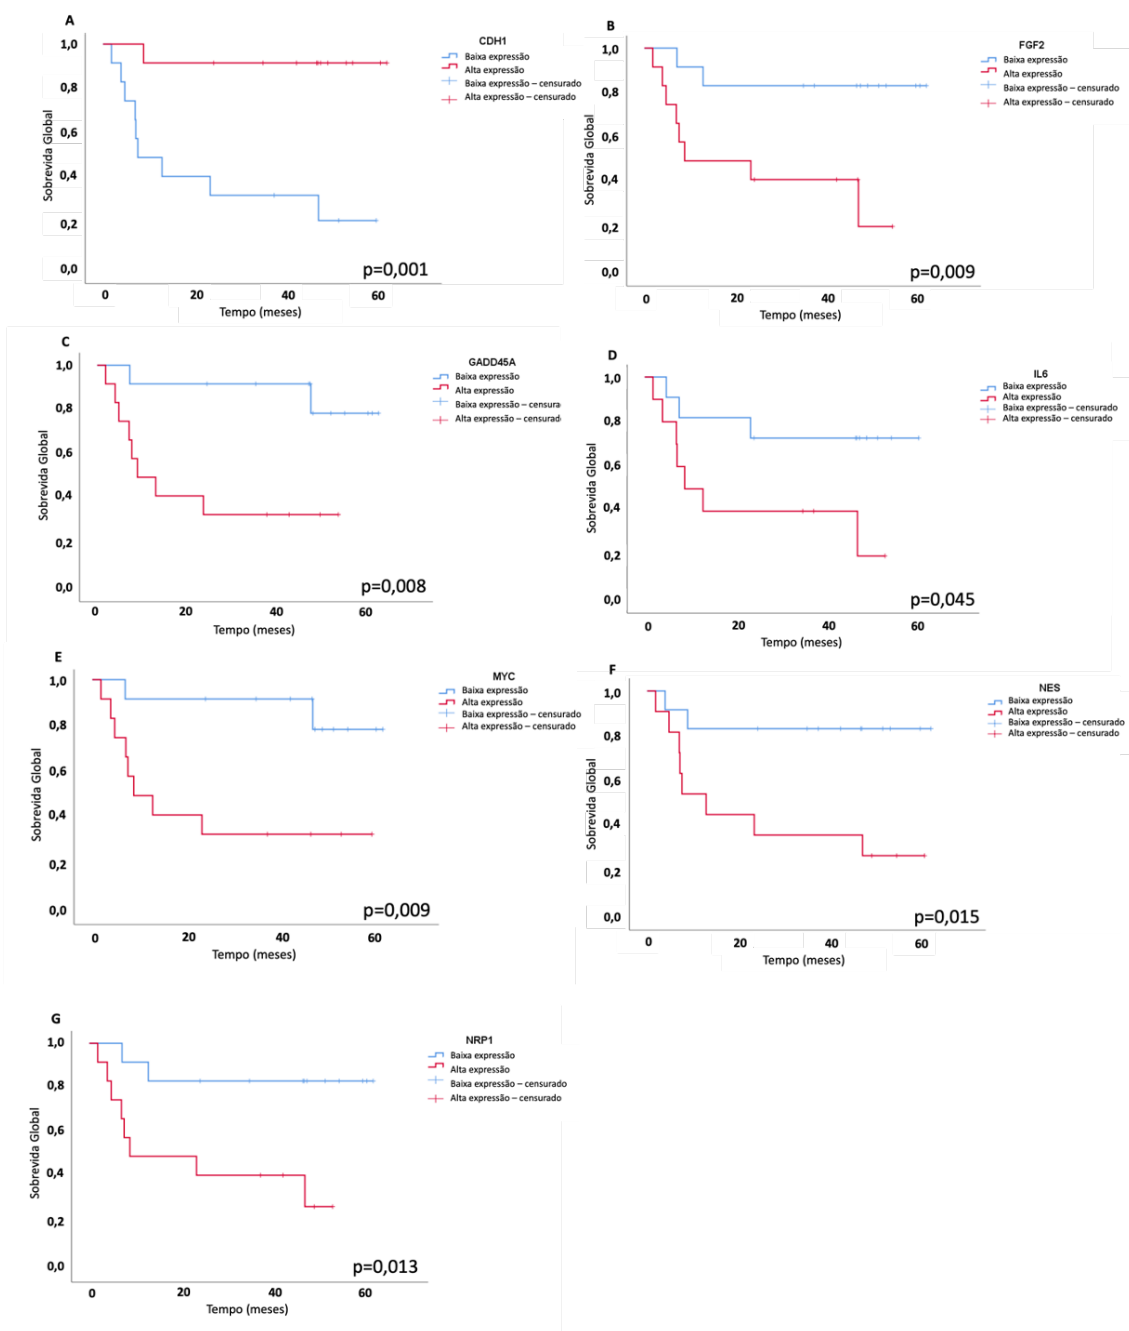 A
CDH1
Baixa expressão
Alta expressão
Baixa expressão – censurado
Alta expressão – censurado
Sobrevida Global
1,0
0,8
0,6
0,4
0,2
0,0
p=0,001
0 20 40 60
Tempo (meses)
B
FGF2
Baixa expressão
Alta expressão
Baixa expressão – censurado
Alta expressão – censurado
Sobrevida Global
1,0
0,8
0,6
0,4
0,2
0,0
p=0,009
0 20 40 60
Tempo (meses)
C
GADD45A
Baixa expressão
Alta expressão
Baixa expressão – censura
Alta expressão – censurad
Sobrevida Global
1,0
0,8
0,6
0,4
0,2
0,0
p=0,008
0 20 40 60
Tempo (meses)
D
IL6
Baixa expressão
Alta expressão
Baixa expressão – censurado
Alta expressão – censurado
Sobrevida Global
1,0
0,8
0,6
0,4
0,2
0,0
p=0,045
0 20 40 60
Tempo (meses)
E
MYC
Baixa expressão
Alta expressão
Baixa expressão – censurado
Alta expressão – censurado
Sobrevida Global
1,0
0,8
0,6
0,4
0,2
0,0
p=0,009
0 20 40 60
Tempo (meses)
F
NES
Baixa expressão
Alta expressão
Baixa expressão – censurado
Alta expressão – censurado
Sobrevida Global
1,0
0,8
0,6
0,4
0,2
0,0
p=0,015
0 20 40 60
Tempo (meses)
G
NRP1
Baixa expressão
Alta expressão
Baixa expressão – censurado
Alta expressão – censurado
Sobrevida Global
1,0
0,8
0,6
0,4
0,2
0,0
p=0,013
0 20 40 60
Tempo (meses)